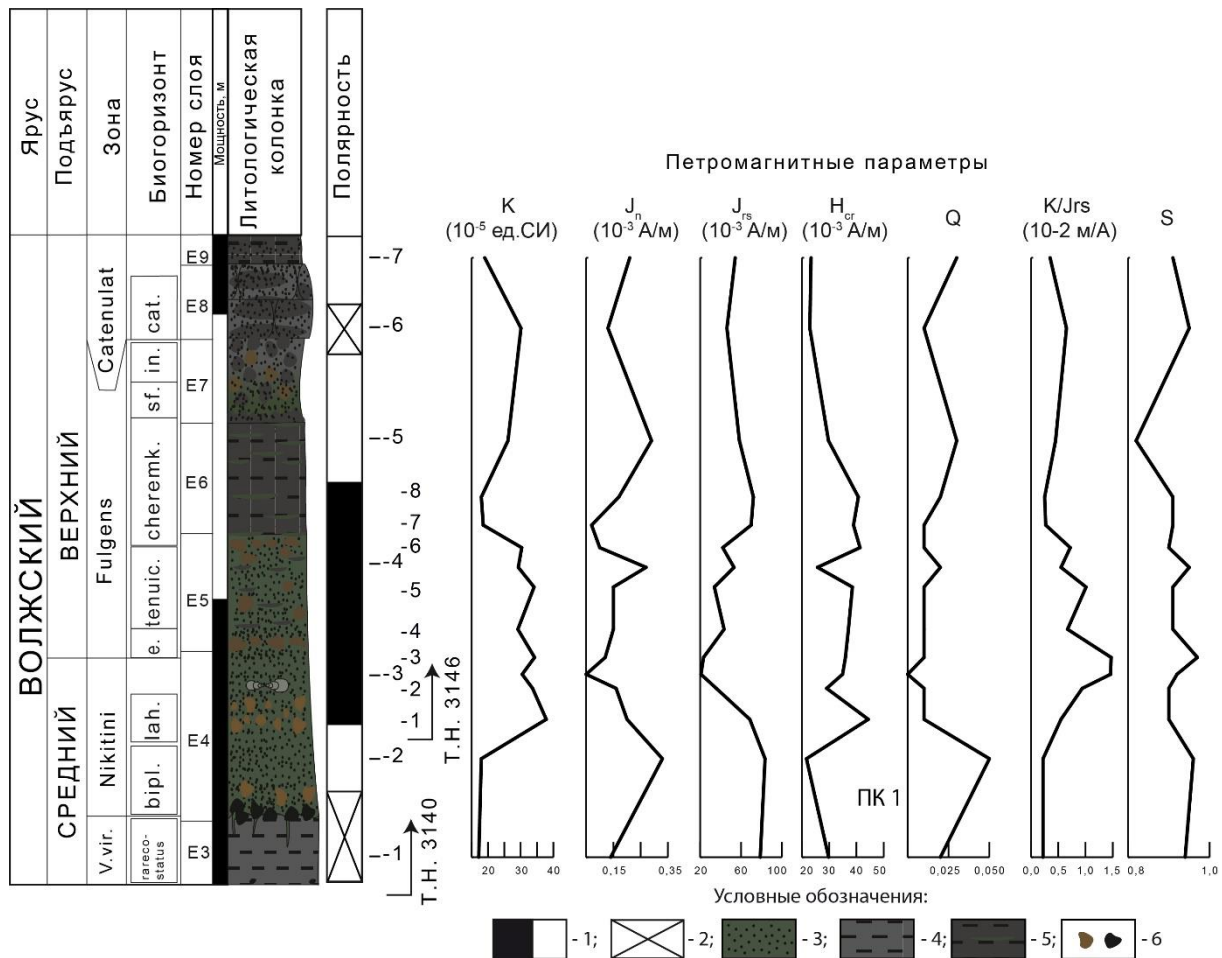 Ярус
Подъярус
Зона
Биогоризонт
Номер слоя
Мощность, м
Литологическая
колонка
Полярность
Петромагнитные параметры
K
(10⁻⁵ ед.СИ)
Jn
(10⁻³ А/м)
Jrs
(10⁻³ А/м)
Hcr
(10⁻³ А/м)
Q
K/Jrs
(10-2 м/А)
S
ВОЛЖСКИЙ
ВЕРХНИЙ
СРЕДНИЙ
Catenulat
Fulgens
Nikitini
V.vir.
cat.
in.
sf.
cheremk.
tenuic.
e.
lah.
bipl.
rareco-
status
E9
E8
E7
E6
E5
E4
E3
--7
--6
--5
-8
-7
-6
-4
-5
-4
-3
-3
-2
-1
-2
--1
Т.Н. 3146
Т.Н. 3140
ПК 1
20 40
0,15 0,35
20 60 100
20 30 40 50
0,025 0,050
0,0 0,5 1,0 1,5
0,8 1,0
Условные обозначения:
- 1; - 2; - 3; - 4; - 5; - 6